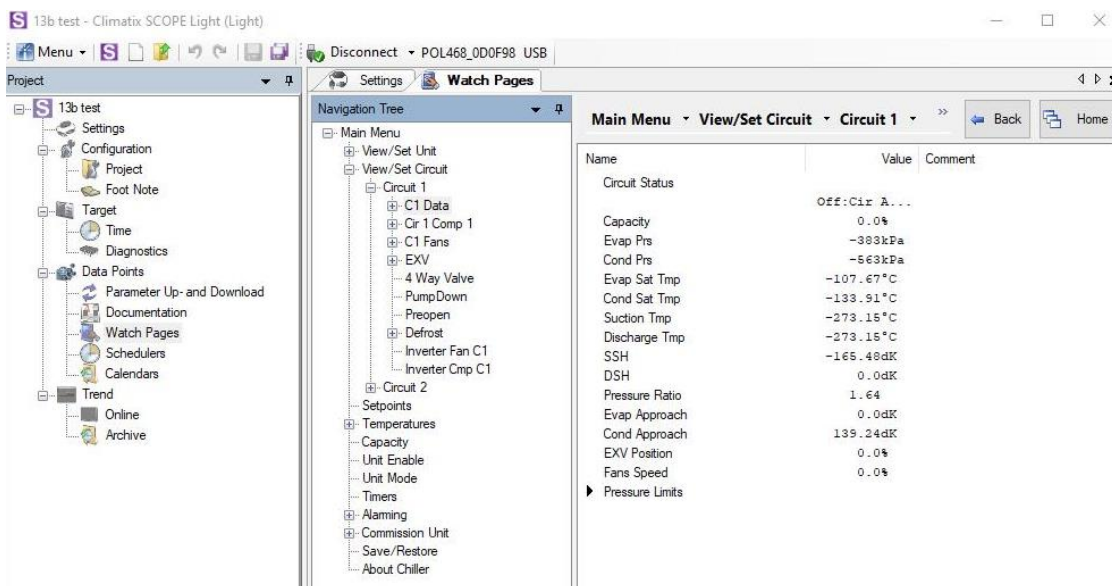 13b test - Climatix SCOPE Light (Light)
Menu
Disconnect POL468_0D0F98 USB
Project
13b test
Settings
Configuration
Project
Foot Note
Target
Time
Diagnostics
Data Points
Parameter Up- and Download
Documentation
Watch Pages
Schedulers
Calendars
Trend
Online
Archive
Settings Watch Pages
Navigation Tree
Main Menu
View/Set Unit
View/Set Circuit
Circuit 1
C1 Data
Cir 1 Comp 1
C1 Fans
EXV
4 Way Valve
PumpDown
Preopen
Defrost
Inverter Fan C1
Inverter Cmp C1
Circuit 2
Setpoints
Temperatures
Capacity
Unit Enable
Unit Mode
Timers
Alarming
Commission Unit
Save/Restore
About Chiller
Main Menu View/Set Circuit Circuit 1 Back Home
Name Value Comment
Circuit Status
Off:Cir A...
Capacity 0.0%
Evap Prs -383kPa
Cond Prs -563kPa
Evap Sat Tmp -107.67°C
Cond Sat Tmp -133.91°C
Suction Tmp -273.15°C
Discharge Tmp -273.15°C
SSH -165.48dK
DSH 0.0dK
Pressure Ratio 1.64
Evap Approach 0.0dK
Cond Approach 139.24dK
EXV Position 0.0%
Fans Speed 0.0%
Pressure Limits